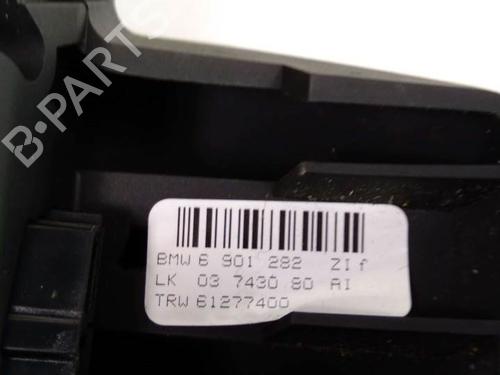 B-PARTS
BMW 6 901 282 ZI f
LK 03 7430 80 AI
TRW 61277400